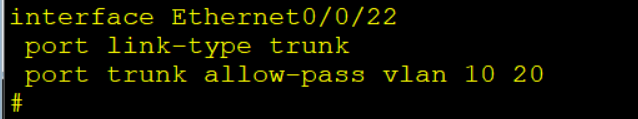 interface Ethernet0/0/22
port link-type trunk
port trunk allow-pass vlan 10 20
#